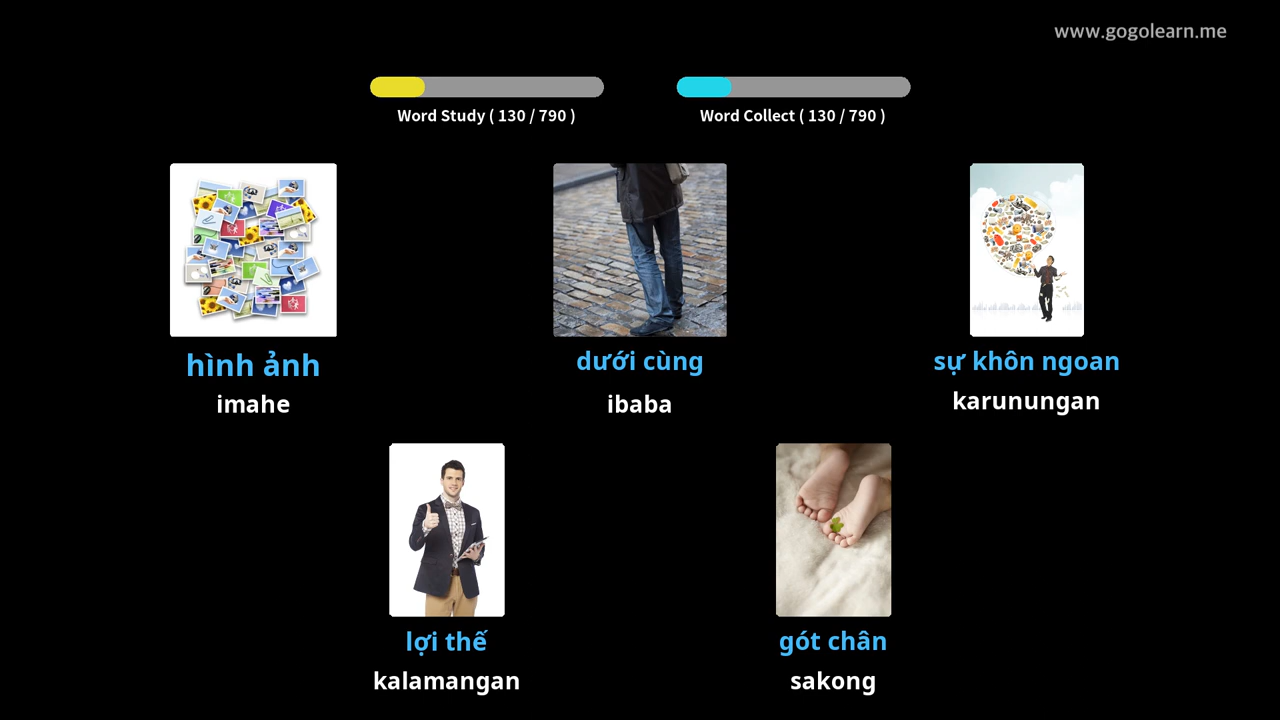 www.gogolearn.me
Word Study ( 130 / 790 )
Word Collect ( 130 / 790 )
hình ảnh
imahe
dưới cùng
ibaba
sự khôn ngoan
karunungan
lợi thế
kalamangan
gót chân
sakong